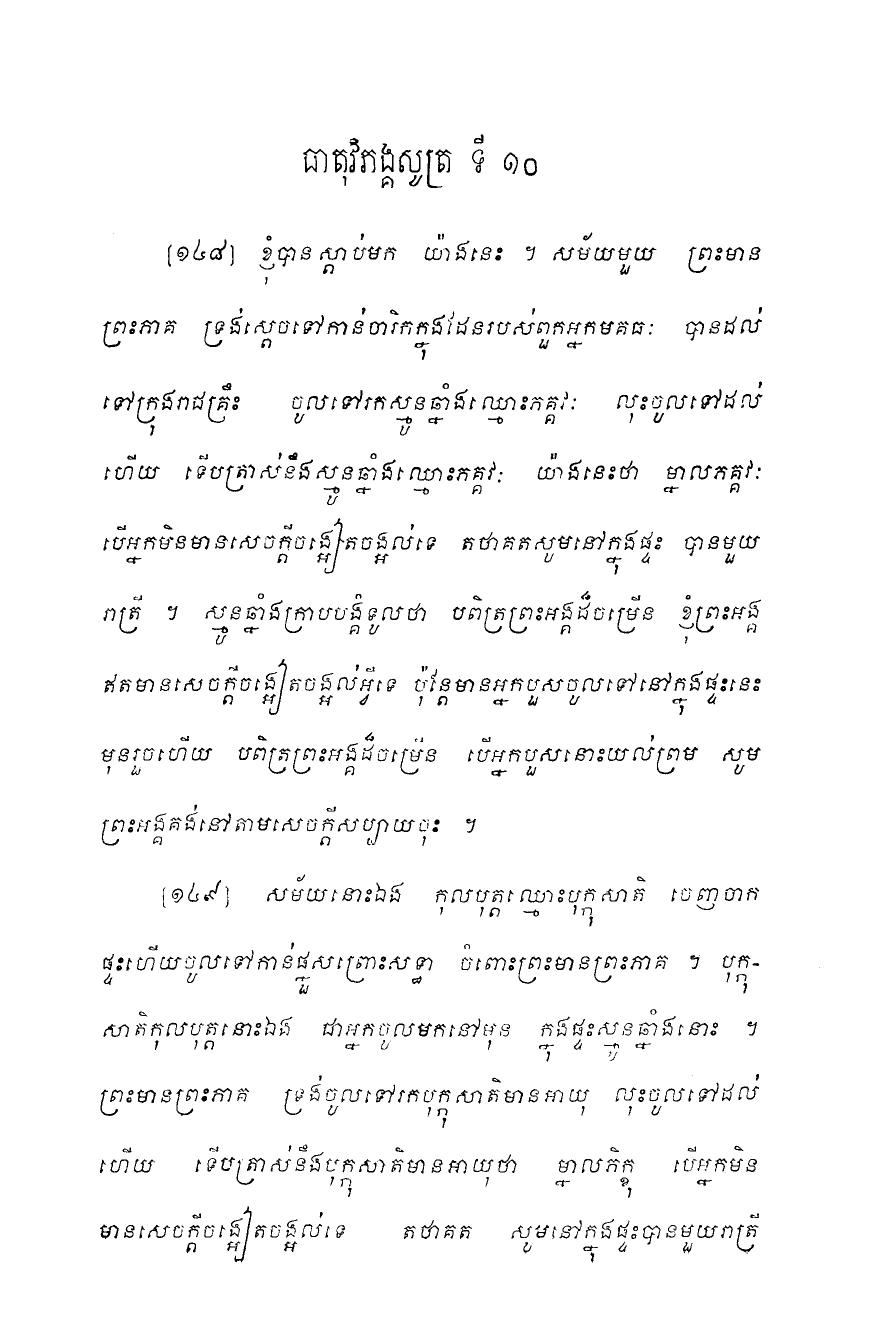 ធាតុវិភង្គសូត្រ ទី ១០
[១៤៨] ខ្ញុំបានស្តាប់មក យ៉ាងនេះ ។ សម័យមួយ ព្រះមាន
ព្រះភាគ ទ្រង់ស្តេចទៅកាន់ចារិកក្នុងដែនរបស់ពួកអ្នកមគធៈ បានដល់
ទៅក្រុងរាជគ្រឹះ ចូលទៅរកស្មូនឆ្នាំងឈ្មោះភគ្គវៈ លុះចូលទៅដល់
ហើយ ទើបត្រាស់នឹងស្មូនឆ្នាំងឈ្មោះភគ្គវៈ យ៉ាងនេះថា ម្នាលភគ្គវៈ
បើអ្នកមិនមានសេចក្តីចង្អៀតចង្អល់ទេ តថាគតសូមនៅក្នុងផ្ទះ បានមួយ
រាត្រី ។ ស្មូនឆ្នាំងក្រាបបង្គំទូលថា បពិត្រព្រះអង្គដ៏ចម្រើន ខ្ញុំព្រះអង្គ
ឥតមានសេចក្តីចង្អៀតចង្អល់អ្វីទេ ប៉ុន្តែមានអ្នកបួសចូលទៅនៅក្នុងផ្ទះនេះ
មុនរួចហើយ បពិត្រព្រះអង្គដ៏ចម្រើន បើអ្នកបួសនោះយល់ព្រម សូម
ព្រះអង្គគង់នៅតាមសេចក្តីសប្បាយចុះ ។
[១៤៩] សម័យនោះឯង កុលបុត្តឈ្មោះបុក្កុសាតិ ចេញចាក
ផ្ទះហើយចូលទៅកាន់ផ្នួសព្រោះសទ្ធា ចំពោះព្រះមានព្រះភាគ ។ បុក្កុ-
សាតិកុលបុត្តនោះឯង ជាអ្នកចូលមកនៅមុន ក្នុងផ្ទះស្មូនឆ្នាំងនោះ ។
ព្រះមានព្រះភាគ ទ្រង់ចូលទៅរកបុក្កុសាតិមានអាយុ លុះចូលទៅដល់
ហើយ ទើបត្រាស់នឹងបុក្កុសាតិមានអាយុថា ម្នាលភិក្ខុ បើអ្នកមិន
មានសេចក្តីចង្អៀតចង្អល់ទេ តថាគត សូមនៅក្នុងផ្ទះបានមួយរាត្រី